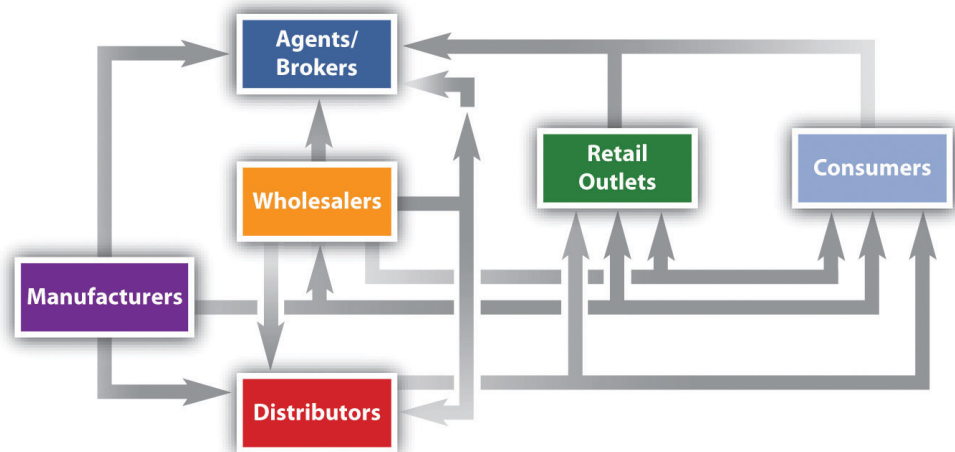 Agents/
Brokers
Retail
Outlets
Consumers
Wholesalers
Manufacturers
Distributors